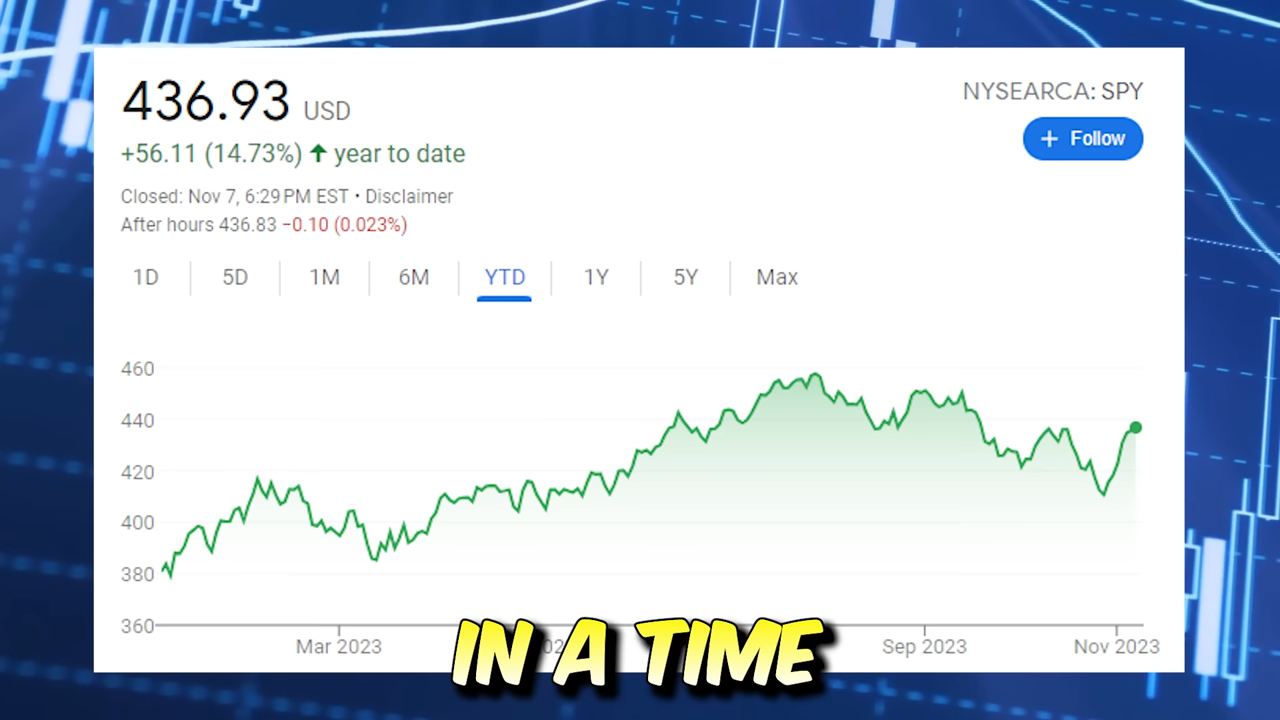 436.93 USD
NYSEARCA: SPY
+ Follow
+56.11 (14.73%) ↑ year to date
Closed: Nov 7, 6:29 PM EST • Disclaimer
After hours 436.83 −0.10 (0.023%)
1D 5D 1M 6M YTD 1Y 5Y Max
460
440
420
400
380
360
Mar 2023 Sep 2023 Nov 2023
IN A TIME